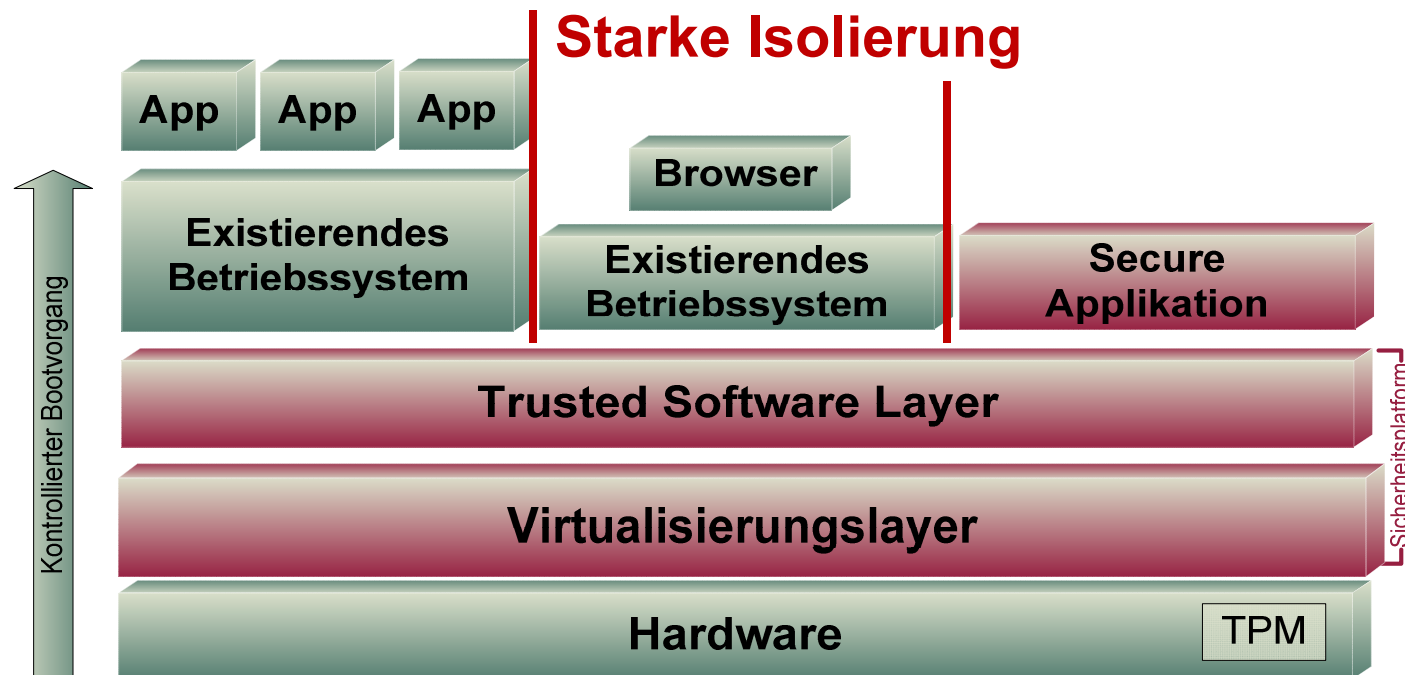 Starke Isolierung
App
App
App
Browser
Existierendes
Betriebssystem
Existierendes
Betriebssystem
Secure
Applikation
Trusted Software Layer
Virtualisierungslayer
Hardware
TPM
Kontrollierter Bootvorgang
Sicherheitsplatform